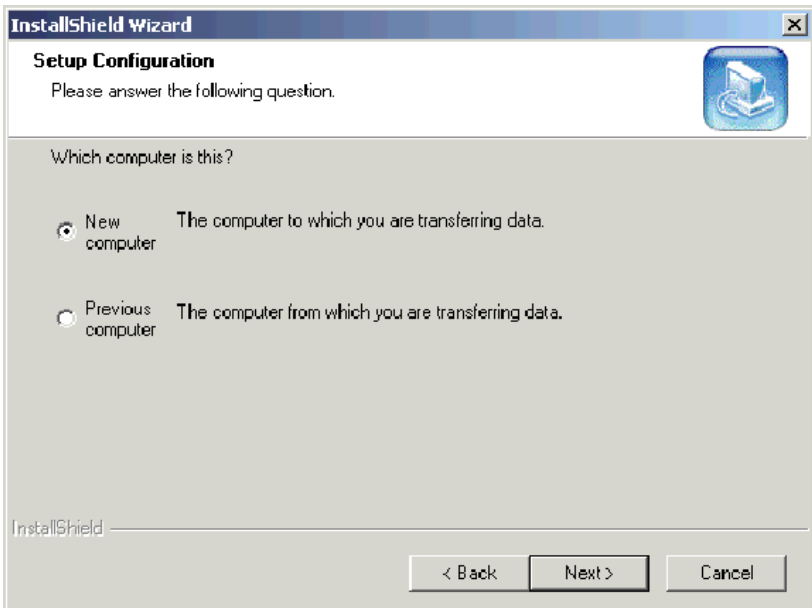 InstallShield Wizard
Setup Configuration
Please answer the following question.
Which computer is this?
New computer The computer to which you are transferring data.
Previous computer The computer from which you are transferring data.
InstallShield
< Back Next > Cancel